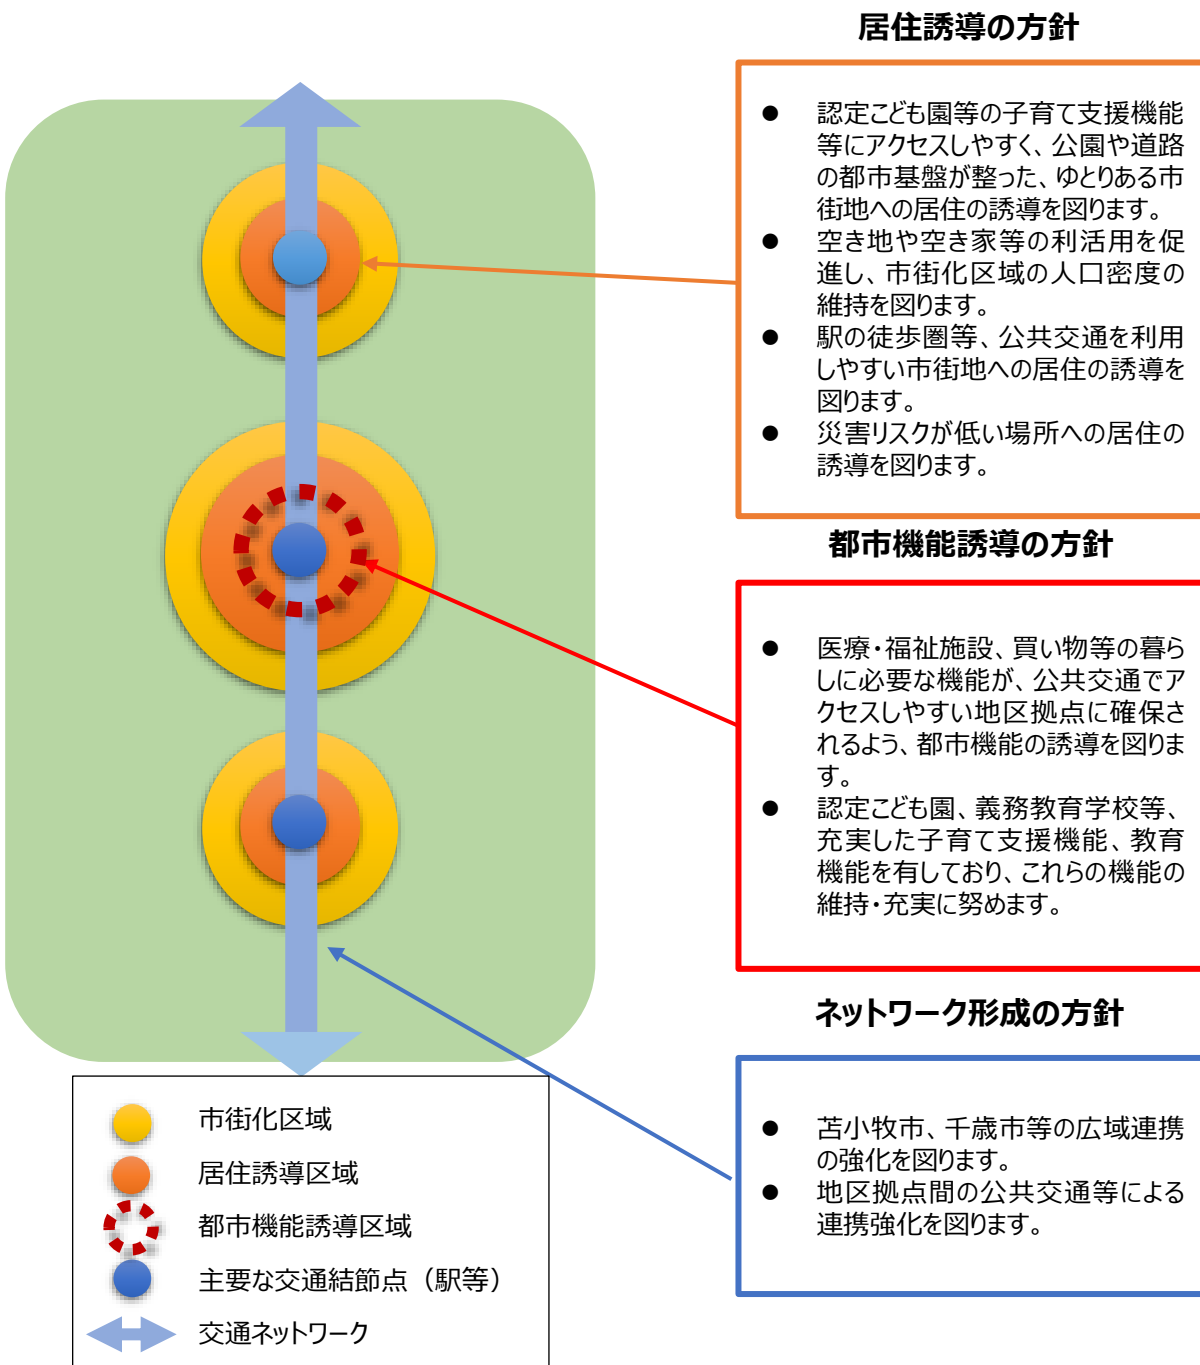 居住誘導の方針
● 認定こども園等の子育て支援機能
等にアクセスしやすく、公園や道路
の都市基盤が整った、ゆとりある市
街地への居住の誘導を図ります。
● 空き地や空き家等の利活用を促
進し、市街化区域の人口密度の
維持を図ります。
● 駅の徒歩圏等、公共交通を利用
しやすい市街地への居住の誘導を
図ります。
● 災害リスクが低い場所への居住の
誘導を図ります。
都市機能誘導の方針
● 医療・福祉施設、買い物等の暮ら
しに必要な機能が、公共交通でア
クセスしやすい地区拠点に確保さ
れるよう、都市機能の誘導を図りま
す。
● 認定こども園、義務教育学校等、
充実した子育て支援機能、教育
機能を有しており、これらの機能の
維持・充実に努めます。
ネットワーク形成の方針
● 苫小牧市、千歳市等の広域連携
の強化を図ります。
● 地区拠点間の公共交通等による
連携強化を図ります。
市街化区域
居住誘導区域
都市機能誘導区域
主要な交通結節点（駅等）
交通ネットワーク